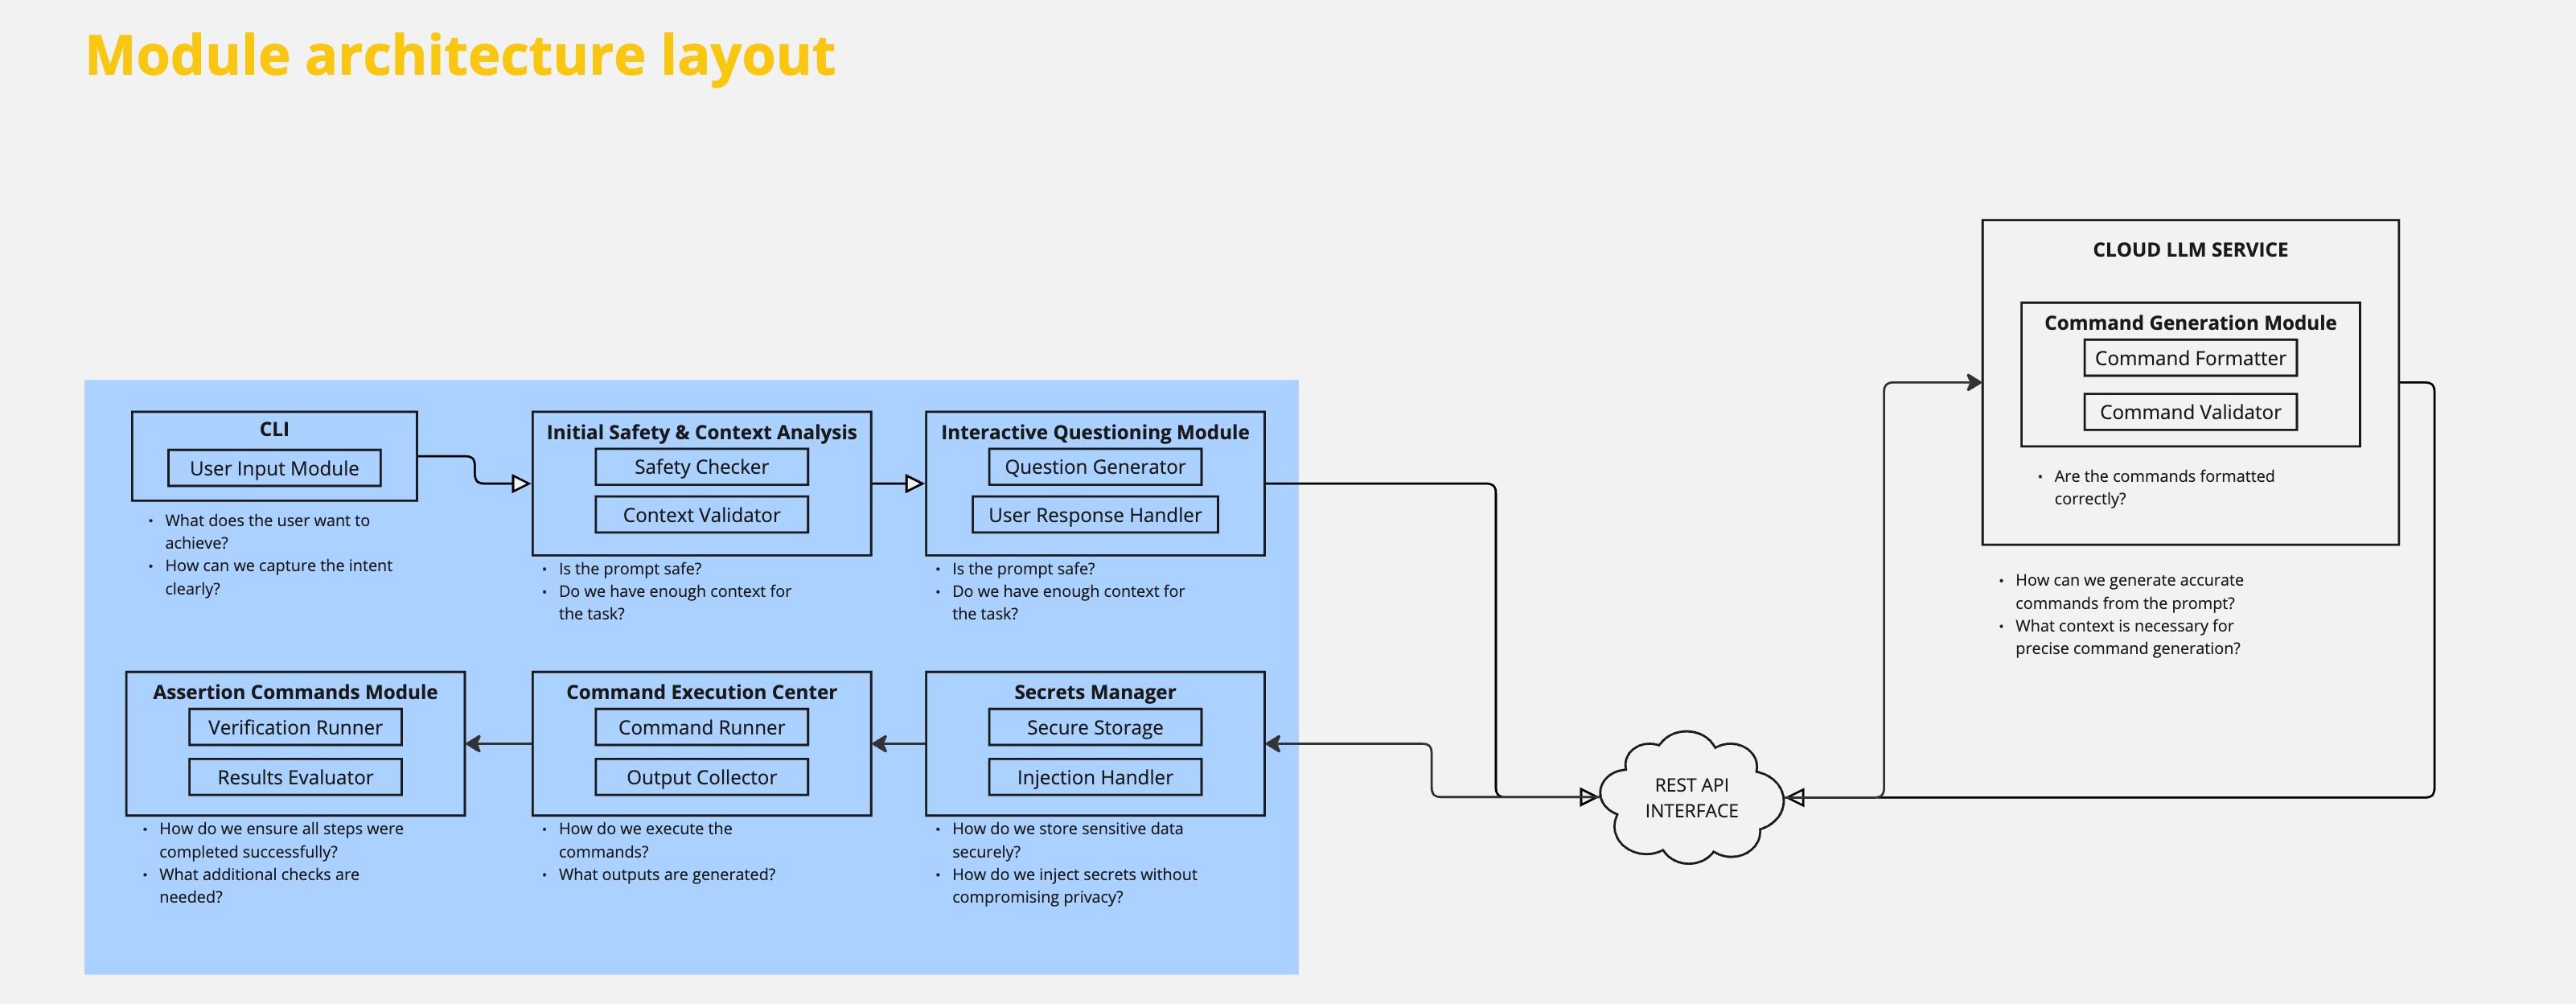 Module architecture layout
CLOUD LLM SERVICE
Command Generation Module
Command Formatter
Command Validator
• Are the commands formatted
correctly?
• How can we generate accurate
commands from the prompt?
• What context is necessary for
precise command generation?
CLI
User Input Module
• What does the user want to
achieve?
• How can we capture the intent
clearly?
Initial Safety & Context Analysis
Safety Checker
Context Validator
• Is the prompt safe?
• Do we have enough context for
the task?
Interactive Questioning Module
Question Generator
User Response Handler
• Is the prompt safe?
• Do we have enough context for
the task?
Assertion Commands Module
Verification Runner
Results Evaluator
• How do we ensure all steps were
completed successfully?
• What additional checks are
needed?
Command Execution Center
Command Runner
Output Collector
• How do we execute the
commands?
• What outputs are generated?
Secrets Manager
Secure Storage
Injection Handler
• How do we store sensitive data
securely?
• How do we inject secrets without
compromising privacy?
REST API
INTERFACE